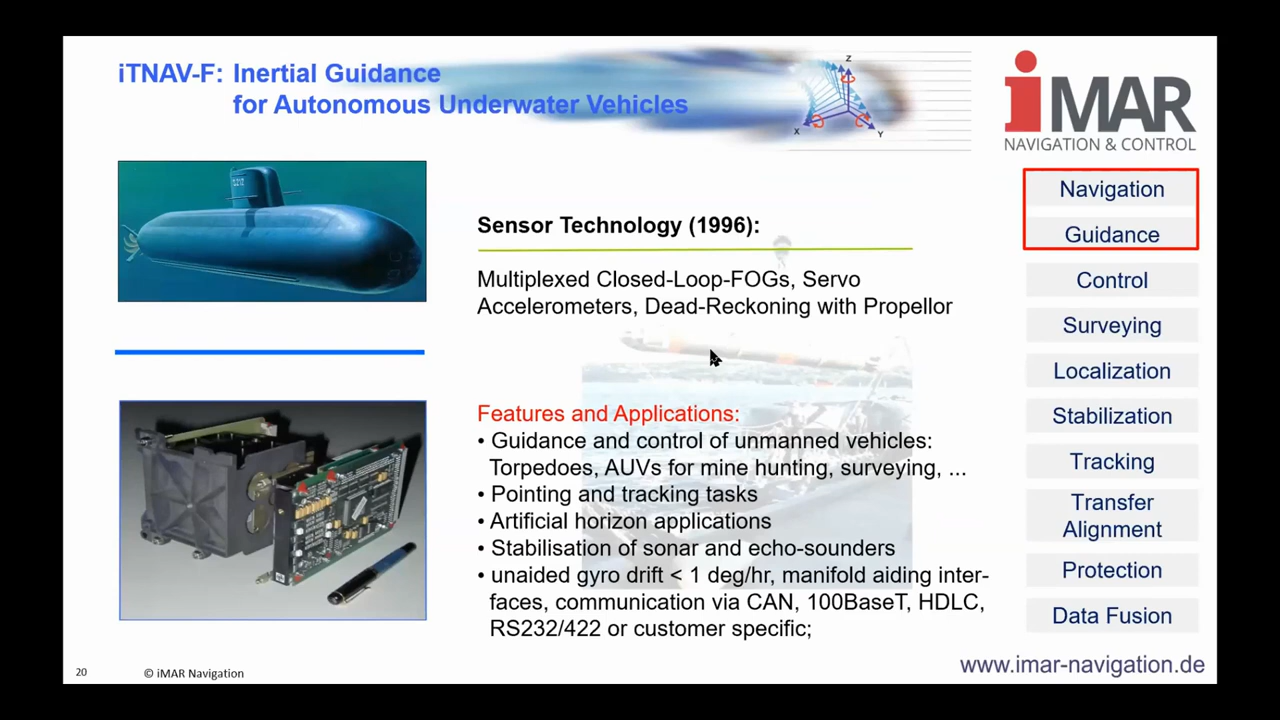 iTNAV-F: Inertial Guidance
for Autonomous Underwater Vehicles
Z
X
Y
iMAR
NAVIGATION & CONTROL
Sensor Technology (1996):
Multiplexed Closed-Loop-FOGs, Servo
Accelerometers, Dead-Reckoning with Propellor
Features and Applications:
• Guidance and control of unmanned vehicles:
Torpedoes, AUVs for mine hunting, surveying, ...
• Pointing and tracking tasks
• Artificial horizon applications
• Stabilisation of sonar and echo-sounders
• unaided gyro drift < 1 deg/hr, manifold aiding inter-
faces, communication via CAN, 100BaseT, HDLC,
RS232/422 or customer specific;
Navigation
Guidance
Control
Surveying
Localization
Stabilization
Tracking
Transfer
Alignment
Protection
Data Fusion
20
© iMAR Navigation
www.imar-navigation.de